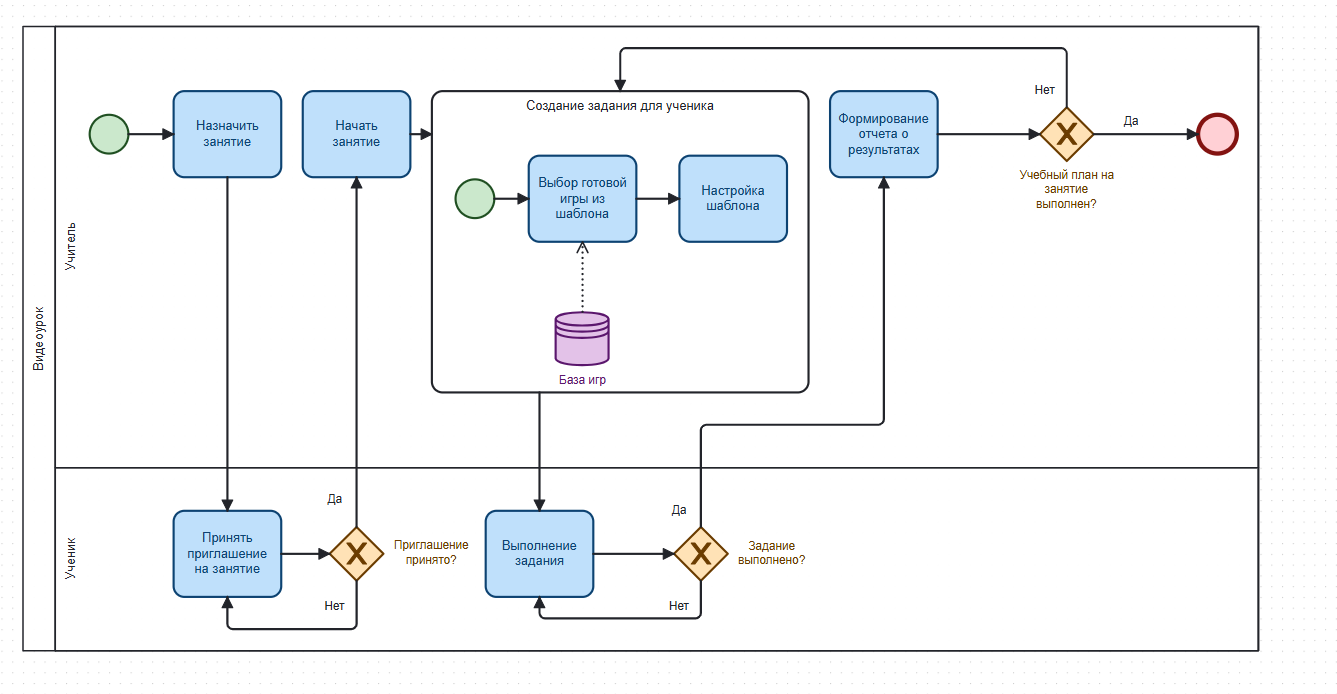 Видеоурок
Учитель
Назначить
занятие
Начать
занятие
Создание задания для ученика
Выбор готовой
игры из
шаблона
Настройка
шаблона
База игр
Формирование
отчета о
результатах
Нет
Да
Учебный план на
занятие
выполнен?
Ученик
Принять
приглашение
на занятие
Да
Приглашение
принято?
Нет
Выполнение
задания
Да
Задание
выполнено?
Нет